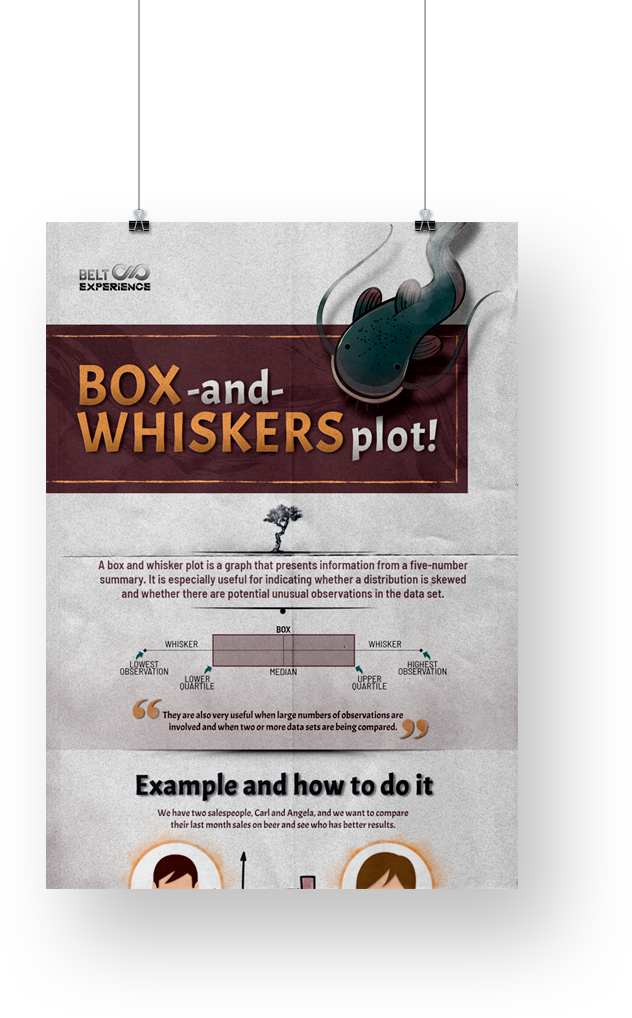 BELT
EXPERIENCE
BOX -and-
WHISKERS plot!
A box and whisker plot is a graph that presents information from a five-number
summary. It is especially useful for indicating whether a distribution is skewed
and whether there are potential unusual observations in the data set.
BOX
WHISKER
WHISKER
LOWEST
OBSERVATION
HIGHEST
OBSERVATION
MEDIAN
LOWER
QUARTILE
UPPER
QUARTILE
“They are also very useful when large numbers of observations are
involved and when two or more data sets are being compared.”
Example and how to do it
We have two salespeople, Carl and Angela, and we want to compare
their last month sales on beer and see who has better results.